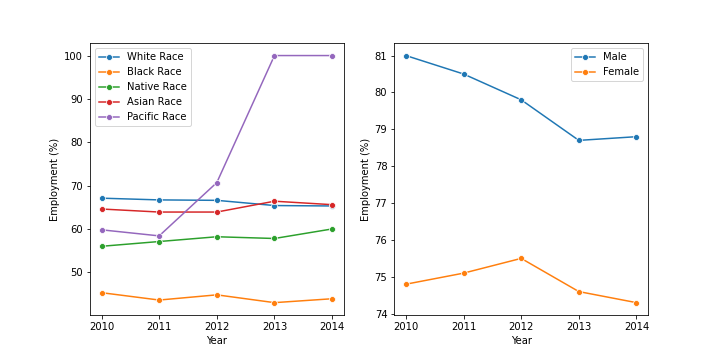 100
90
80
70
60
50
Employment (%)
White Race
Black Race
Native Race
Asian Race
Pacific Race
2010 2011 2012 2013 2014
Year
81
80
79
78
77
76
75
74
Employment (%)
Male
Female
2010 2011 2012 2013 2014
Year